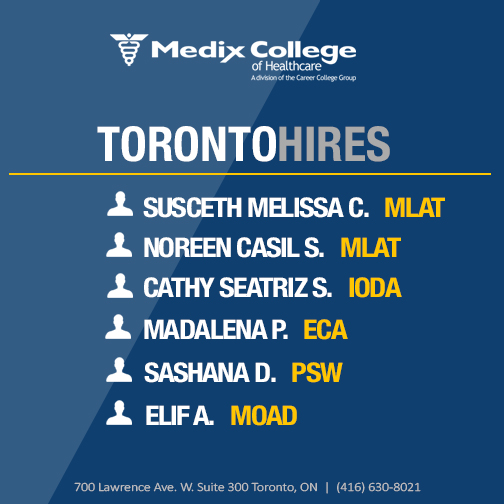 Medix College
of Healthcare
A division of the Career College Group
TORONTOHIRES
SUSCETH MELISSA C. MLAT
NOREEN CASIL S. MLAT
CATHY SEATRIZ S. IODA
MADALENA P. ECA
SASHANA D. PSW
ELIF A. MOAD
700 Lawrence Ave. W. Suite 300 Toronto, ON | (416) 630-8021